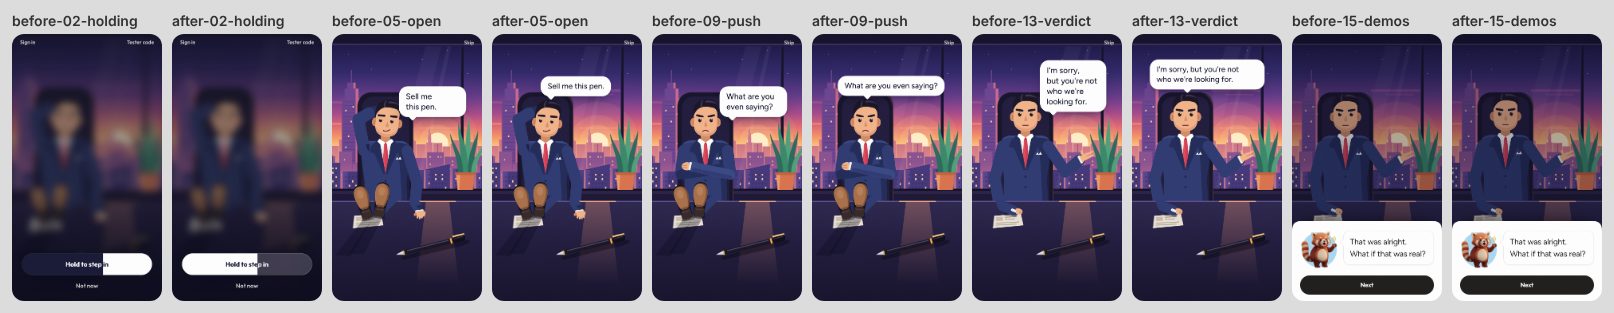 before-02-holding
Sign in
Tester code
Hold to step in
Not now
after-02-holding
Sign in
Tester code
Hold to step in
Not now
before-05-open
Skip
Sell me
this pen.
after-05-open
Skip
Sell me this pen.
before-09-push
Skip
What are you
even saying?
after-09-push
Skip
What are you even saying?
before-13-verdict
Skip
I'm sorry,
but you're not
who we're
looking for.
after-13-verdict
I'm sorry, but you're not
who we're looking for.
before-15-demos
That was alright.
What if that was real?
Next
after-15-demos
That was alright.
What if that was real?
Next